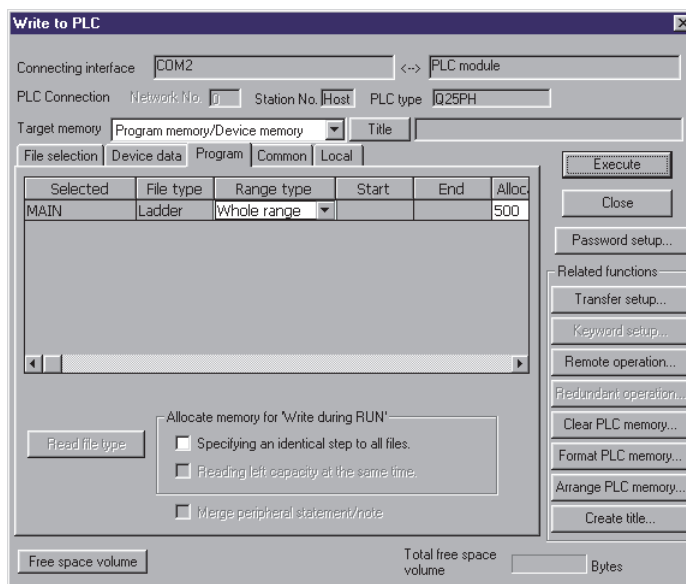 Write to PLC
Connecting interface COM2 <--> PLC module
PLC Connection Network No. 0 Station No. Host PLC type Q25PH
Target memory Program memory/Device memory Title
File selection Device data Program Common Local
Execute
Selected File type Range type Start End Alloc
MAIN Ladder Whole range 500
Close
Password setup...
Related functions
Transfer setup...
Keyword setup...
Remote operation...
Redundant operation...
Clear PLC memory...
Format PLC memory...
Arrange PLC memory...
Create title...
Allocate memory for 'Write during RUN'
Read file type
Specifying an identical step to all files.
Reading left capacity at the same time.
Merge peripheral statement/note
Free space volume
Total free space
volume Bytes